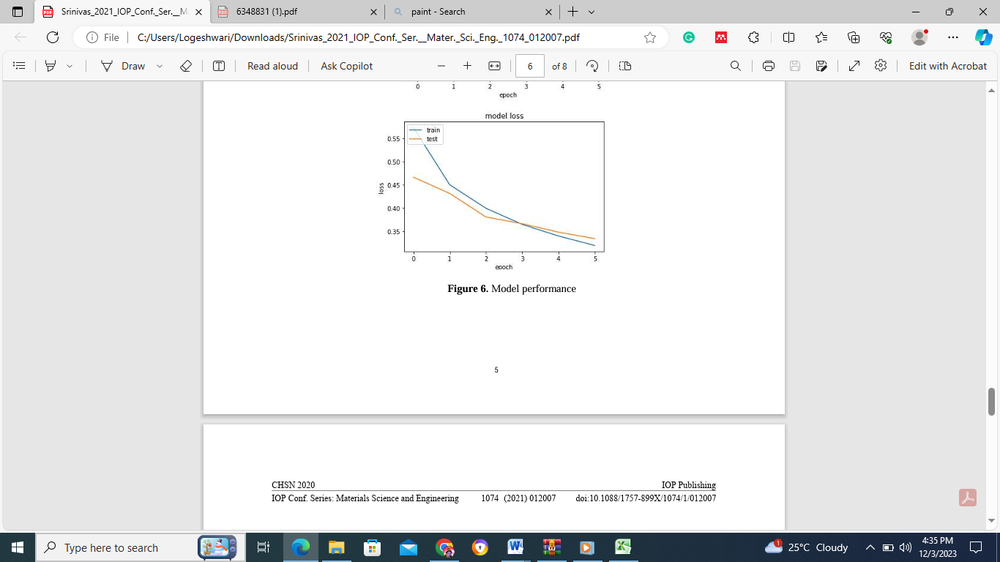 Srinivas_2021_IOP_Conf._Ser.__M
6348831 (1).pdf
paint - Search
File
C:/Users/Logeshwari/Downloads/Srinivas_2021_IOP_Conf._Ser.__Mater._Sci._Eng._1074_012007.pdf
Draw
Read aloud
Ask Copilot
6
of 8
Edit with Acrobat
0 1 2 3 4 5
epoch
model loss
train
test
0.55
0.50
0.45
0.40
0.35
loss
0 1 2 3 4 5
epoch
Figure 6. Model performance
5
CHSN 2020
IOP Publishing
IOP Conf. Series: Materials Science and Engineering
1074 (2021) 012007
doi:10.1088/1757-899X/1074/1/012007
Type here to search
1
25°C Cloudy
4:35 PM
12/3/2023